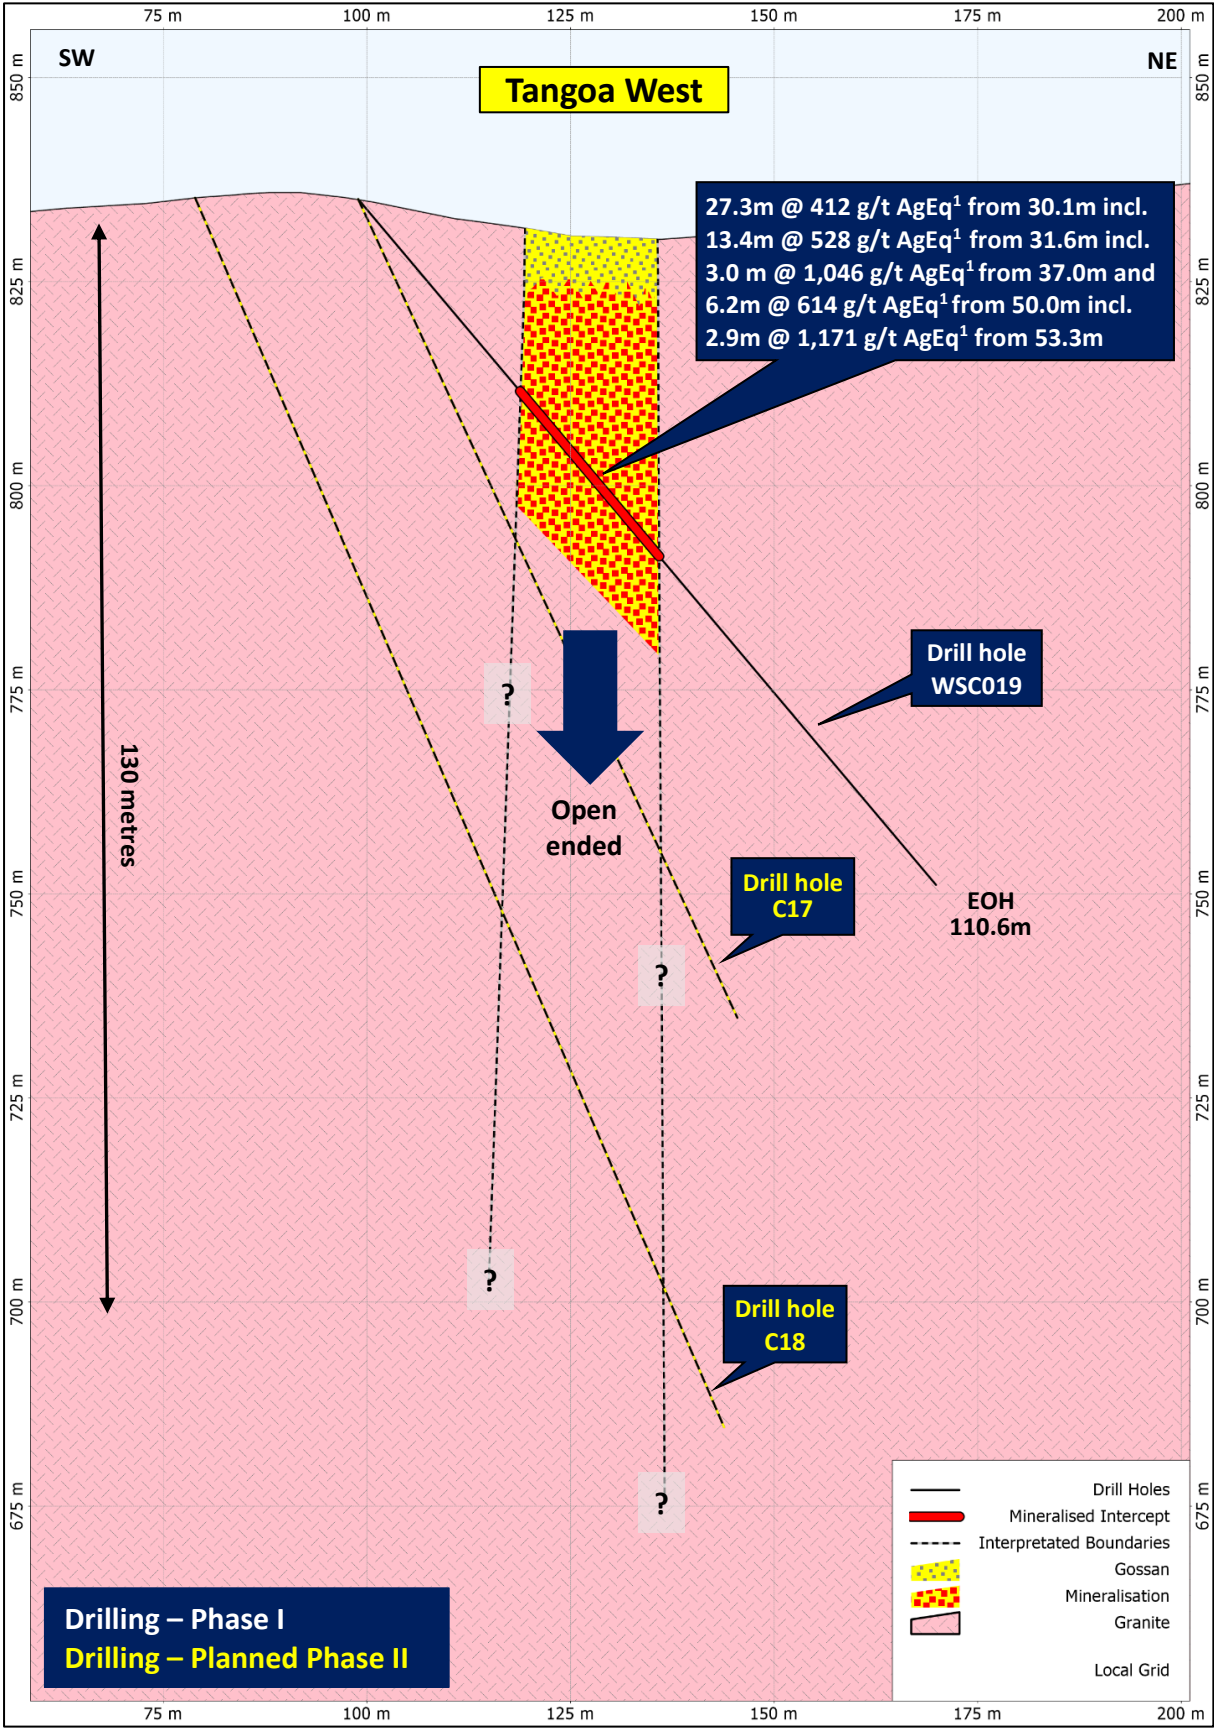 75 m 100 m 125 m 150 m 175 m 200 m
SW
NE
Tangoa West
850 m
850 m
27.3m @ 412 g/t AgEq¹ from 30.1m incl.
13.4m @ 528 g/t AgEq¹ from 31.6m incl.
3.0 m @ 1,046 g/t AgEq¹ from 37.0m and
6.2m @ 614 g/t AgEq¹ from 50.0m incl.
2.9m @ 1,171 g/t AgEq¹ from 53.3m
825 m
825 m
800 m
800 m
Drill hole
WSC019
775 m
775 m
?
130 metres
Open
ended
Drill hole
C17
750 m
750 m
EOH
110.6m
?
725 m
725 m
?
700 m
700 m
Drill hole
C18
675 m
675 m
?
Drill Holes
Mineralised Intercept
Interpretated Boundaries
Gossan
Mineralisation
Granite
Local Grid
Drilling – Phase I
Drilling – Planned Phase II
75 m 100 m 125 m 150 m 175 m 200 m